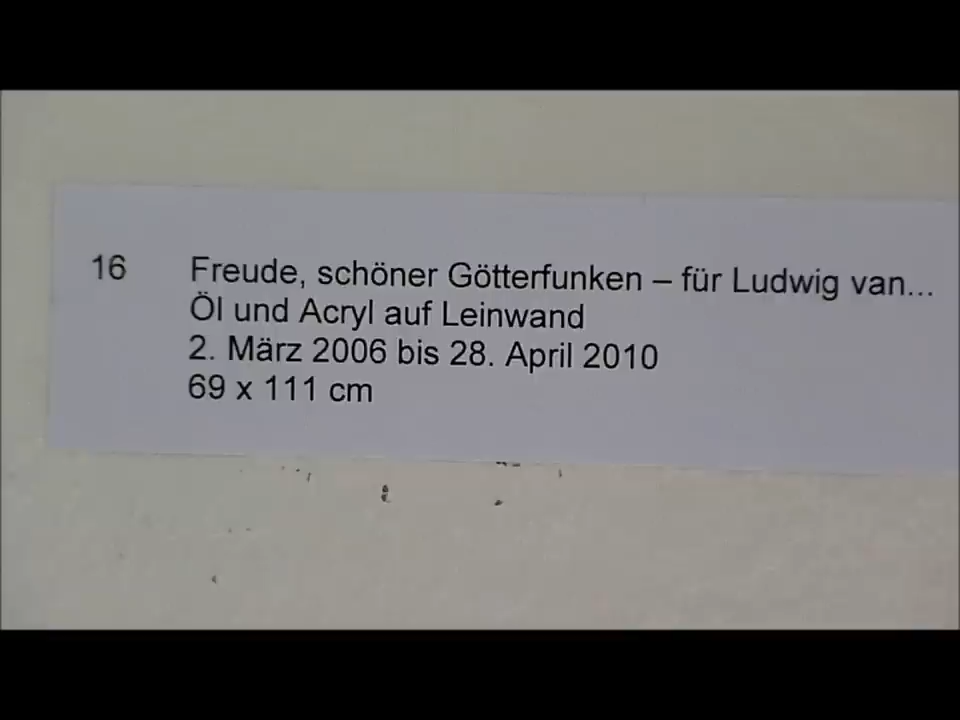 16 Freude, schöner Götterfunken – für Ludwig van...
Öl und Acryl auf Leinwand
2. März 2006 bis 28. April 2010
69 x 111 cm